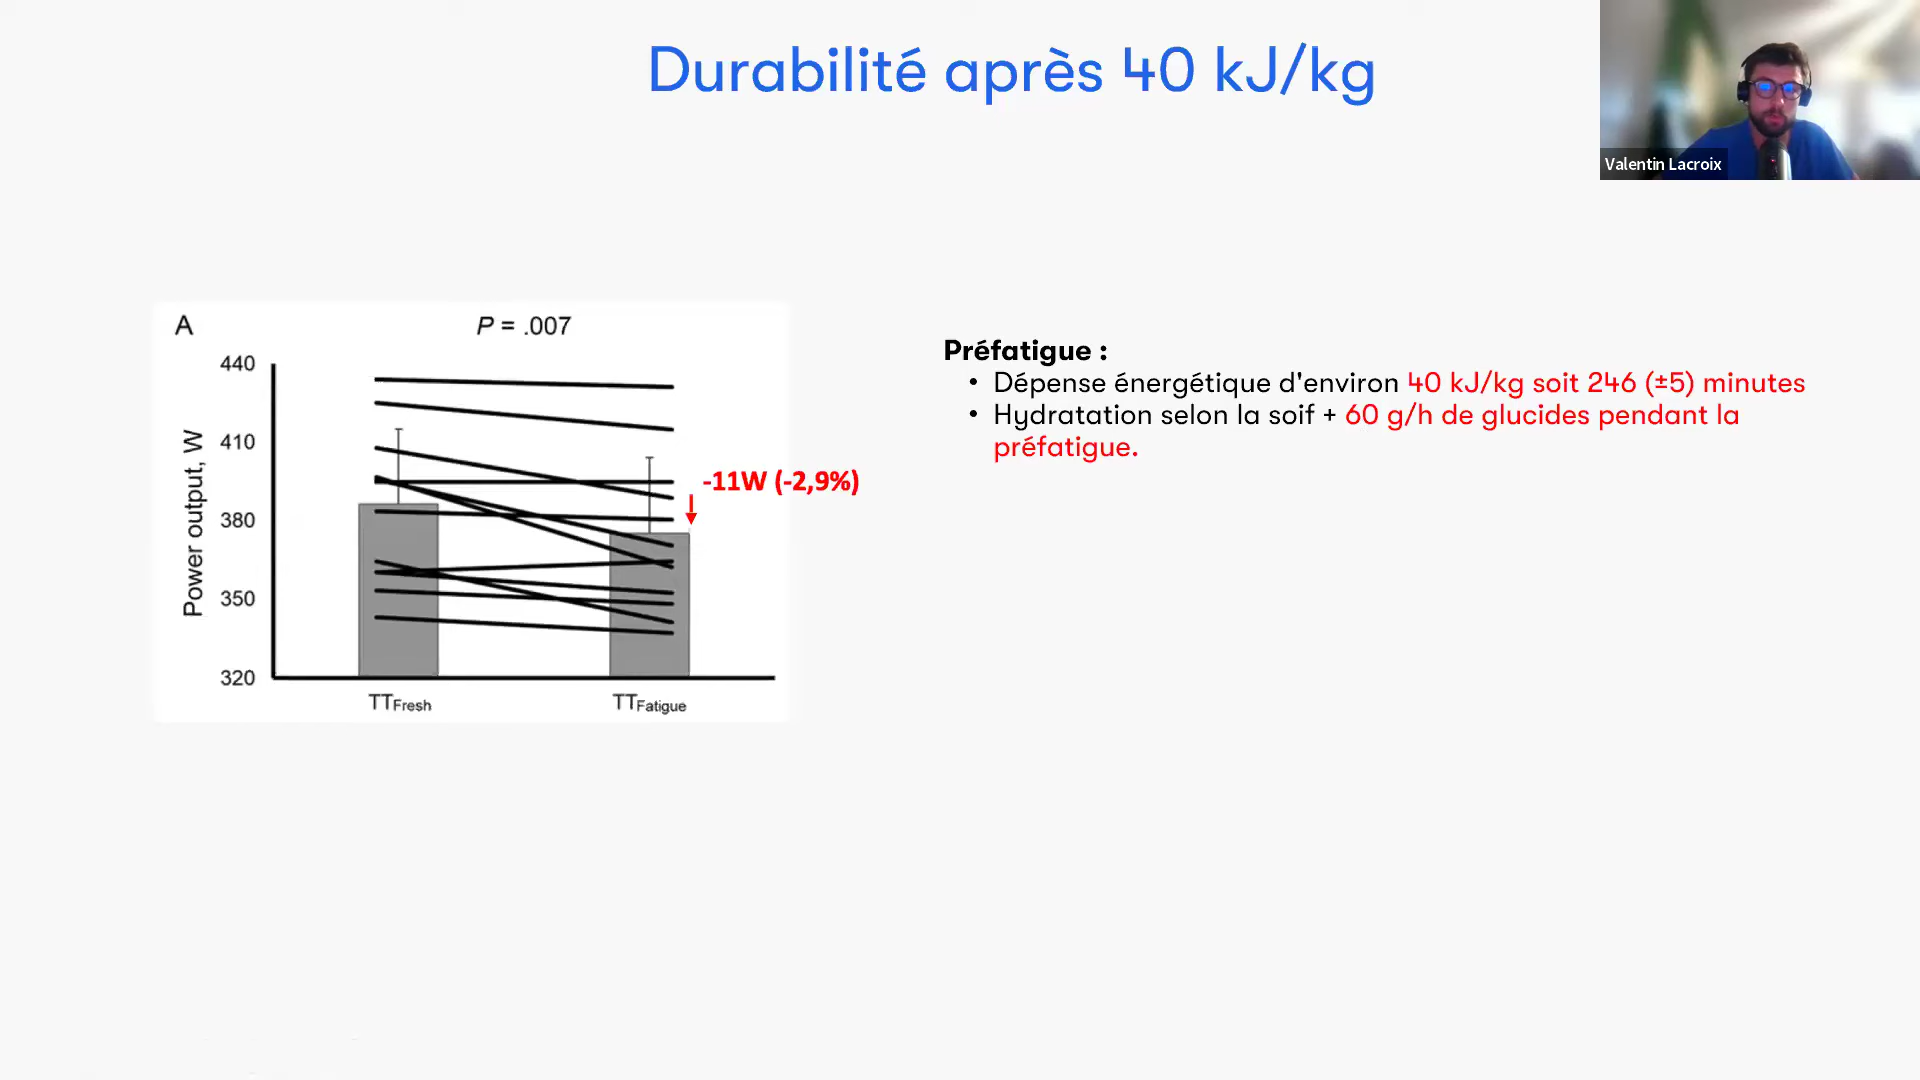 Durabilité après 40 kJ/kg
Valentin Lacroix
A
P = .007
440
410
380
350
320
Power output, W
-11W (-2,9%)
TTFresh
TTFatigue
Préfatigue :
• Dépense énergétique d'environ 40 kJ/kg soit 246 (±5) minutes
• Hydratation selon la soif + 60 g/h de glucides pendant la
préfatigue.